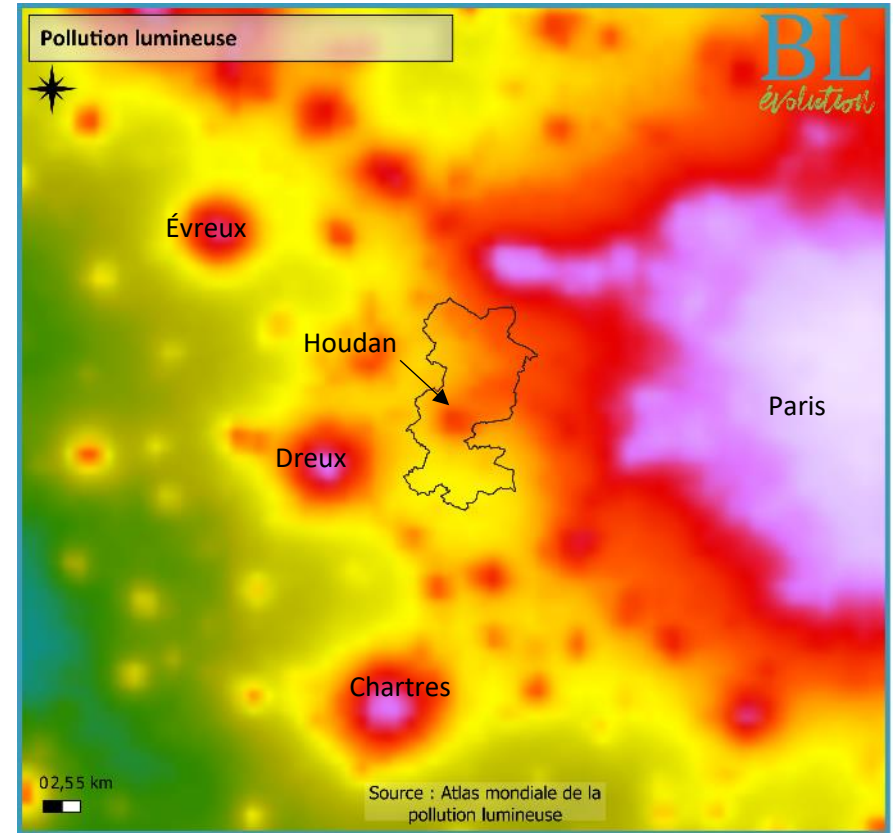 Pollution lumineuse
BL
évolution
Évreux
Houdan
Paris
Dreux
Chartres
02,55 km
Source : Atlas mondiale de la
pollution lumineuse